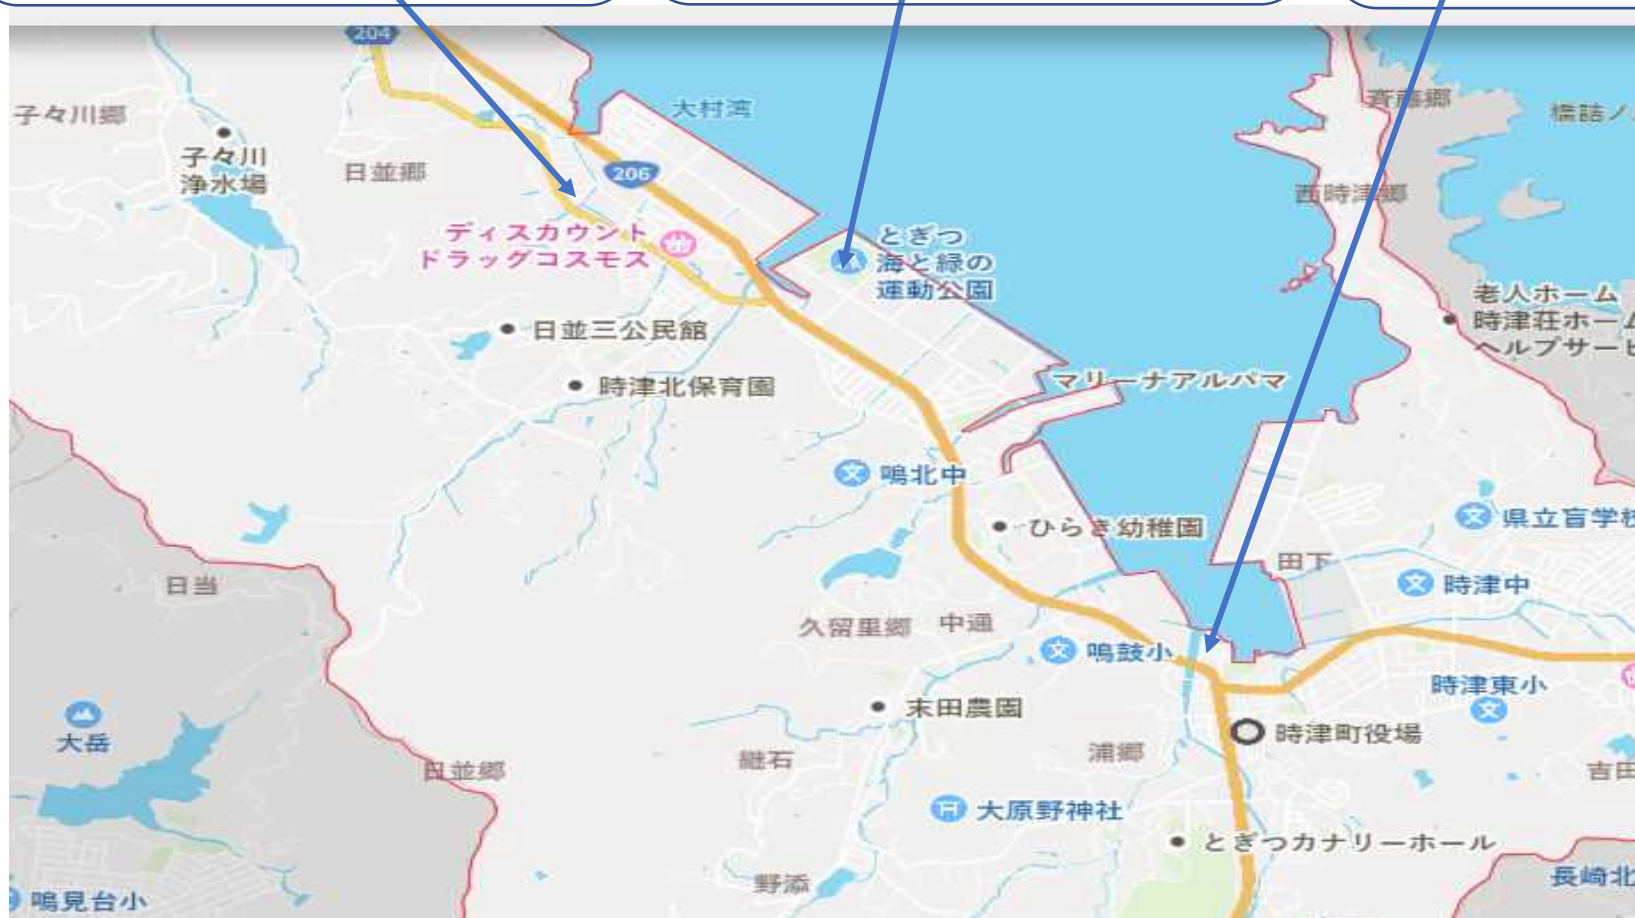 204
子々川郷
大村湾
斉藤郷
子々川
浄水場
日並郷
206
西時津郷
ディスカウント
ドラッグコスモス
とぎつ
海と緑の
運動公園
老人ホーム
時津荘ホーム
ヘルプサービ
日並三公民館
時津北保育園
マリーナアルパマ
鳴北中
県立盲学校
ひらき幼稚園
田下
日当
時津中
久留里郷
中通
鳴鼓小
時津東小
末田農園
大岳
時津町役場
日並郷
継石
浦郷
吉田
大原野神社
とぎつカナリーホール
野添
長崎北
鳴見台小